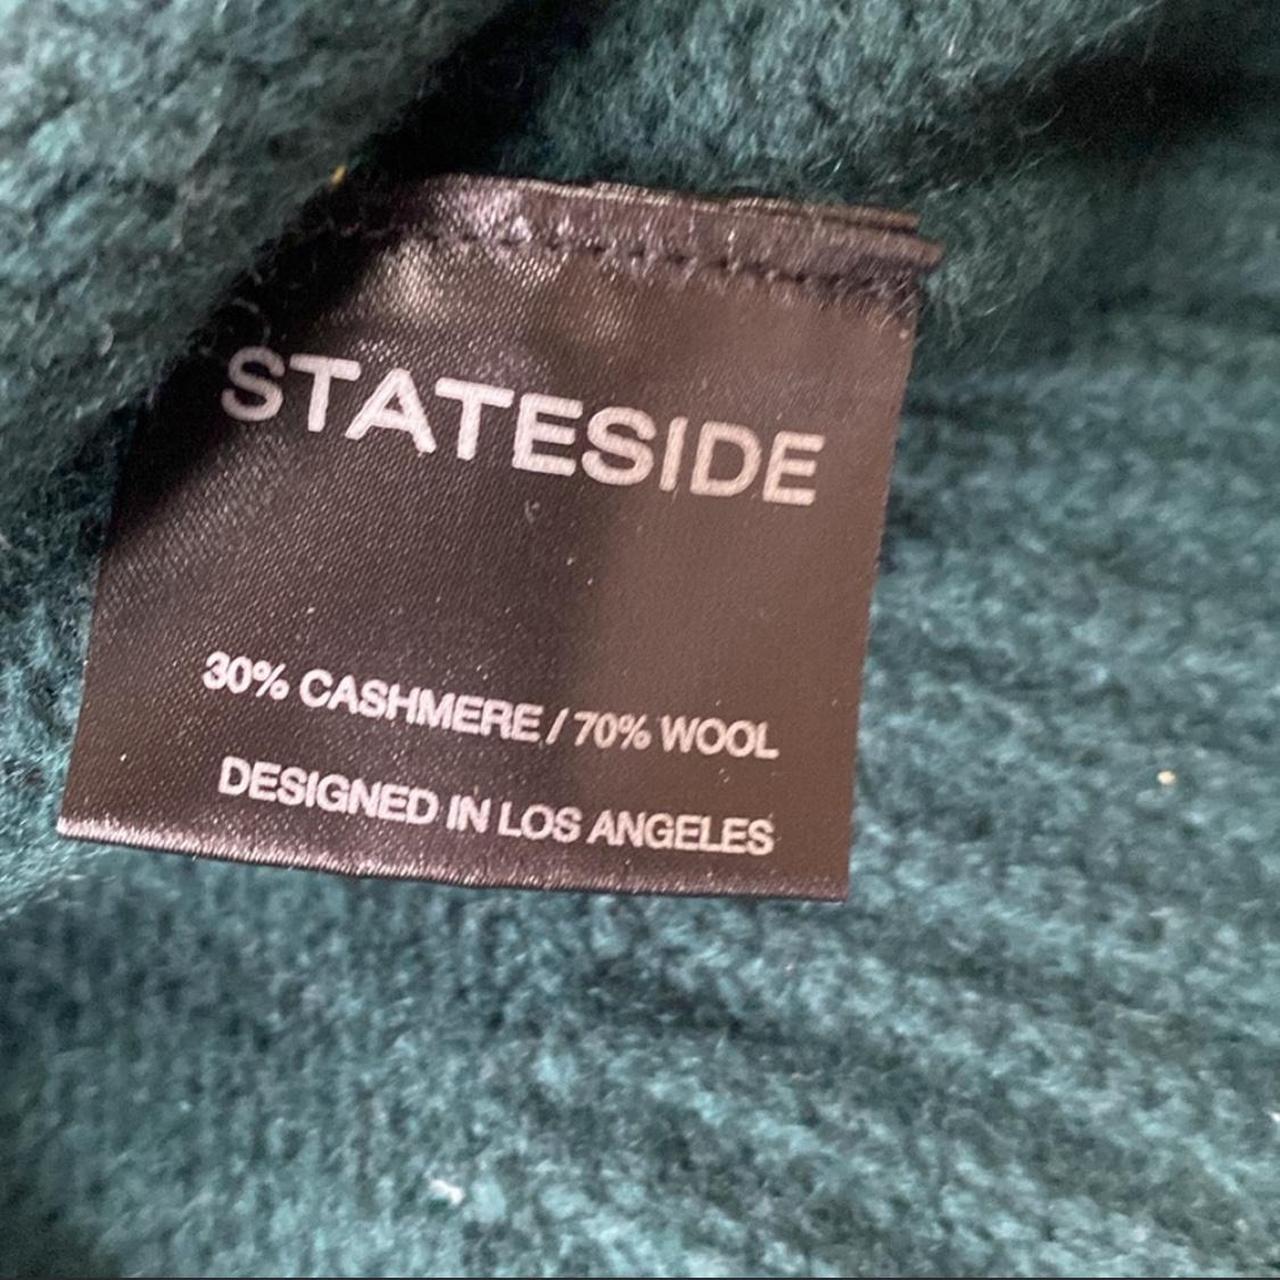 STATESIDE
30% CASHMERE / 70% WOOL
DESIGNED IN LOS ANGELES